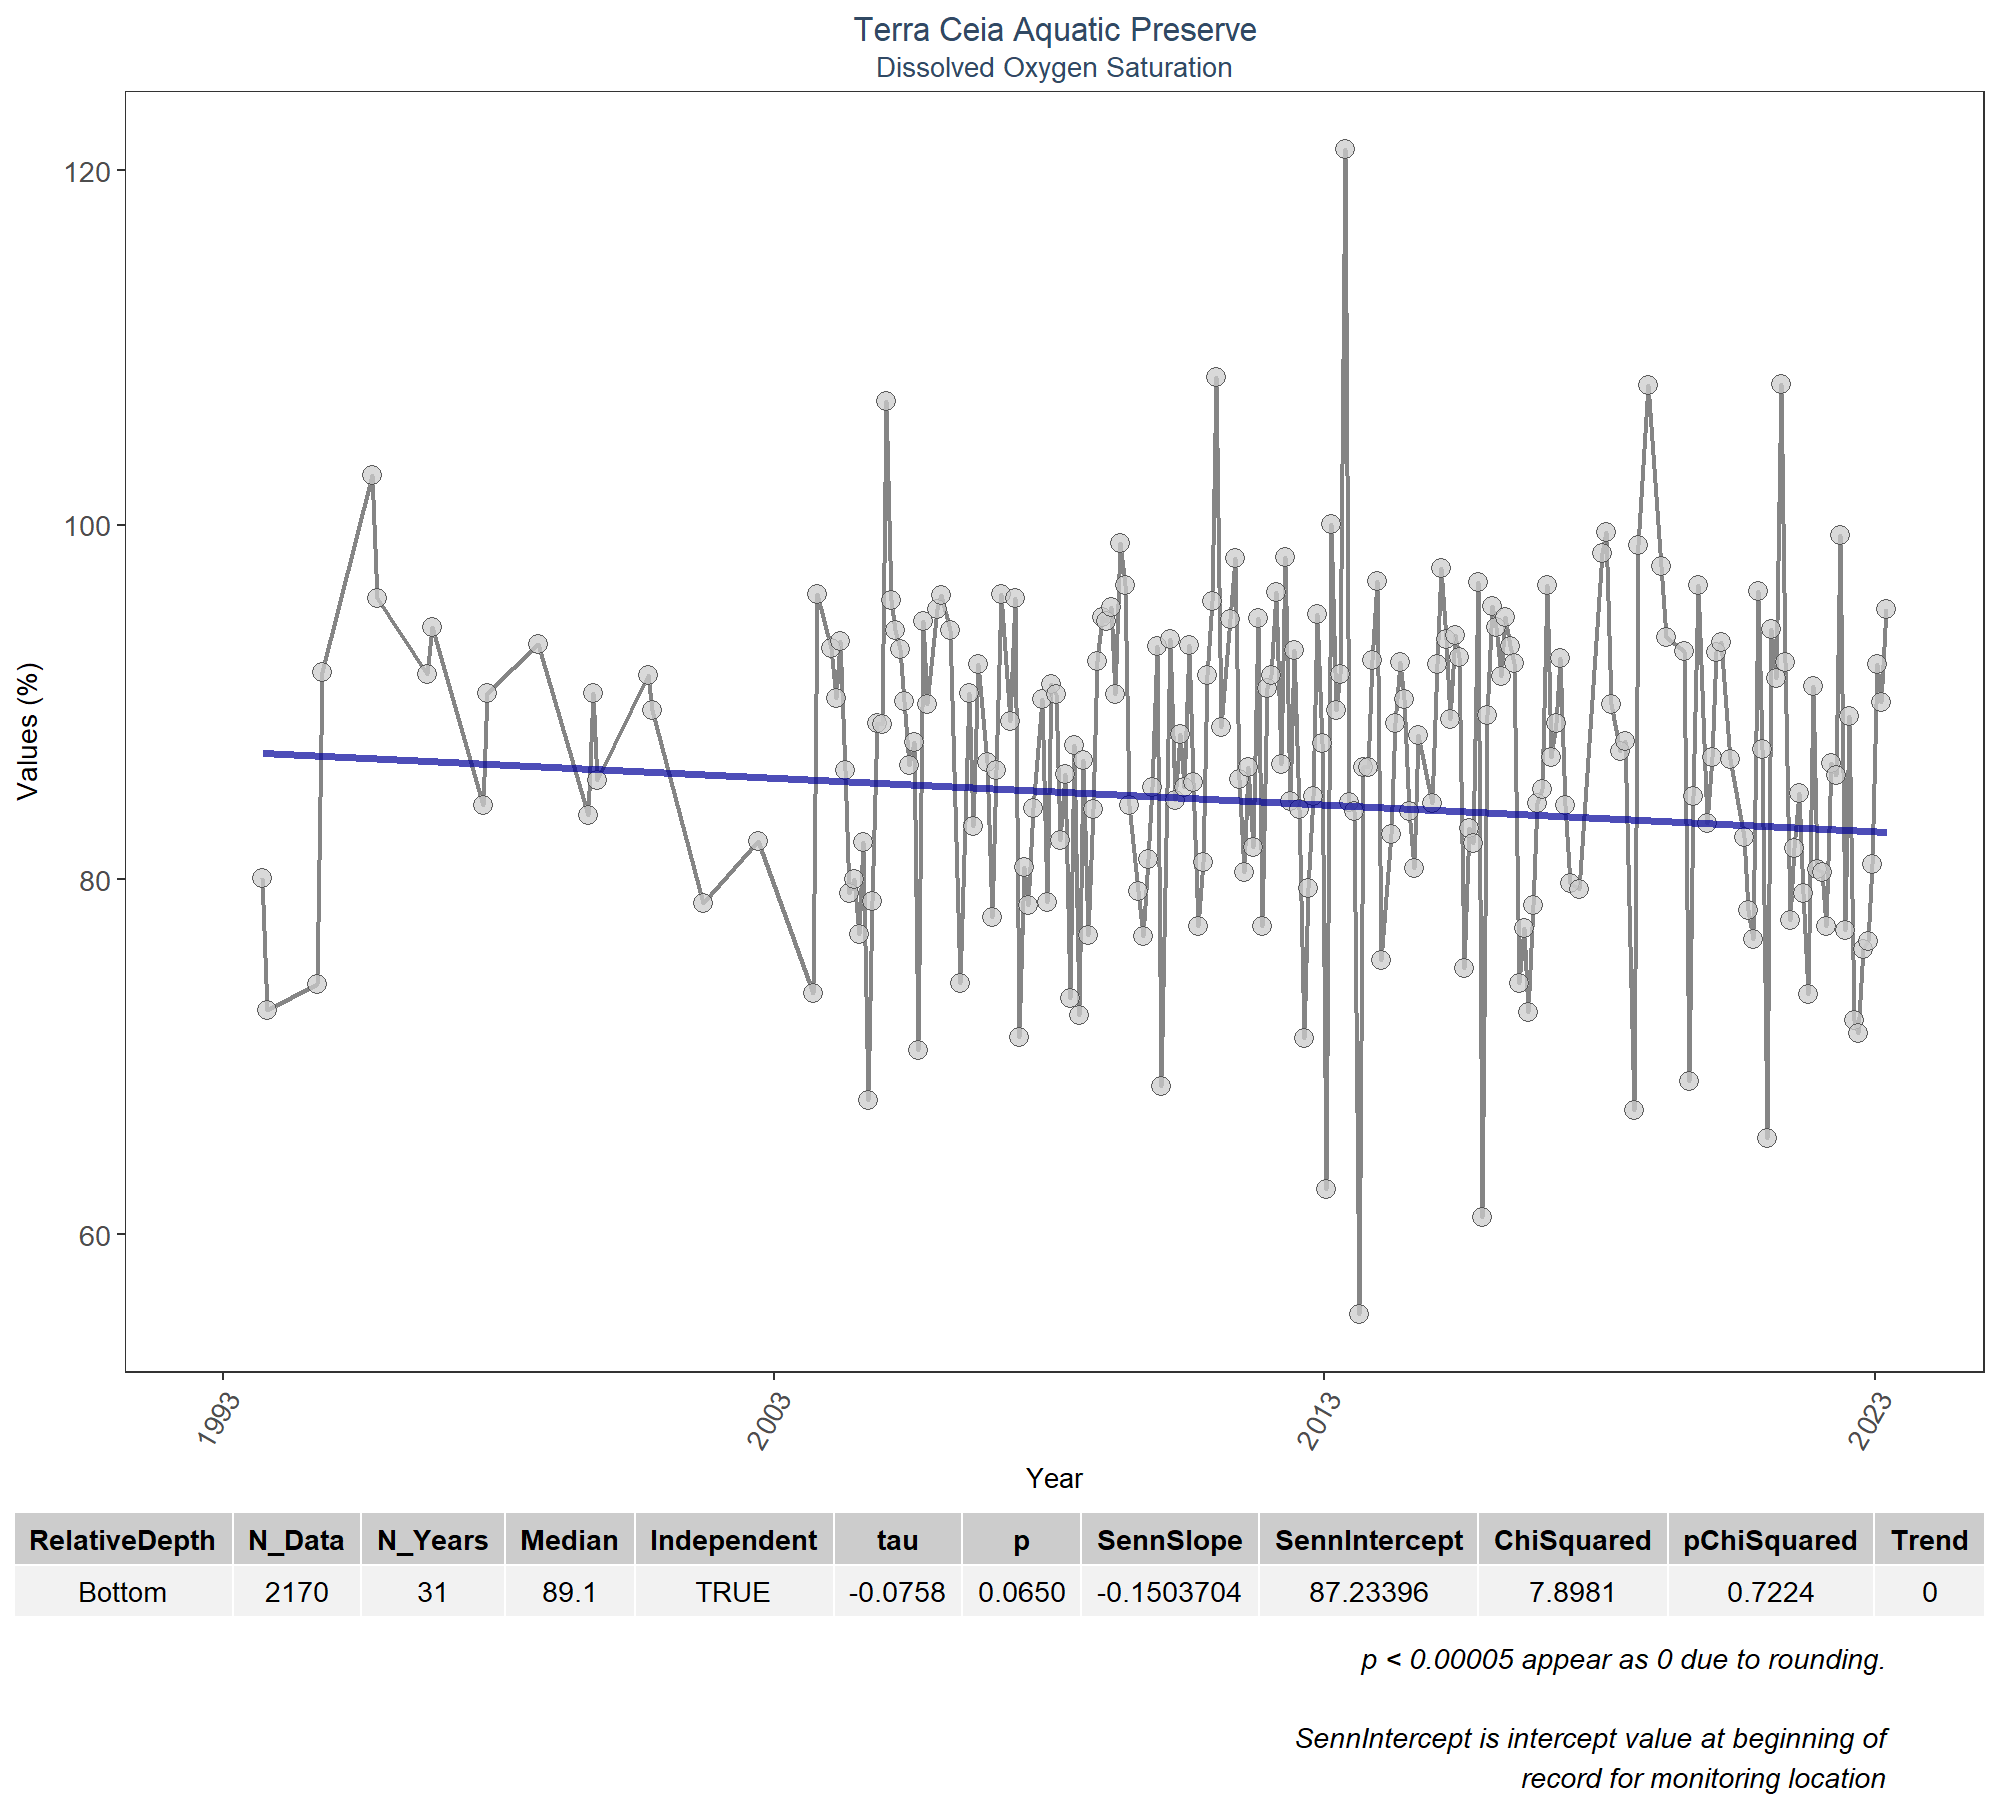 Terra Ceia Aquatic Preserve
Dissolved Oxygen Saturation
Values (%)
120
100
80
60
1993 2003 2013 2023
Year
RelativeDepth N_Data N_Years Median Independent tau p SennSlope SennIntercept ChiSquared pChiSquared Trend
Bottom 2170 31 89.1 TRUE -0.0758 0.0650 -0.1503704 87.23396 7.8981 0.7224 0
p < 0.00005 appear as 0 due to rounding.
SennIntercept is intercept value at beginning of
record for monitoring location